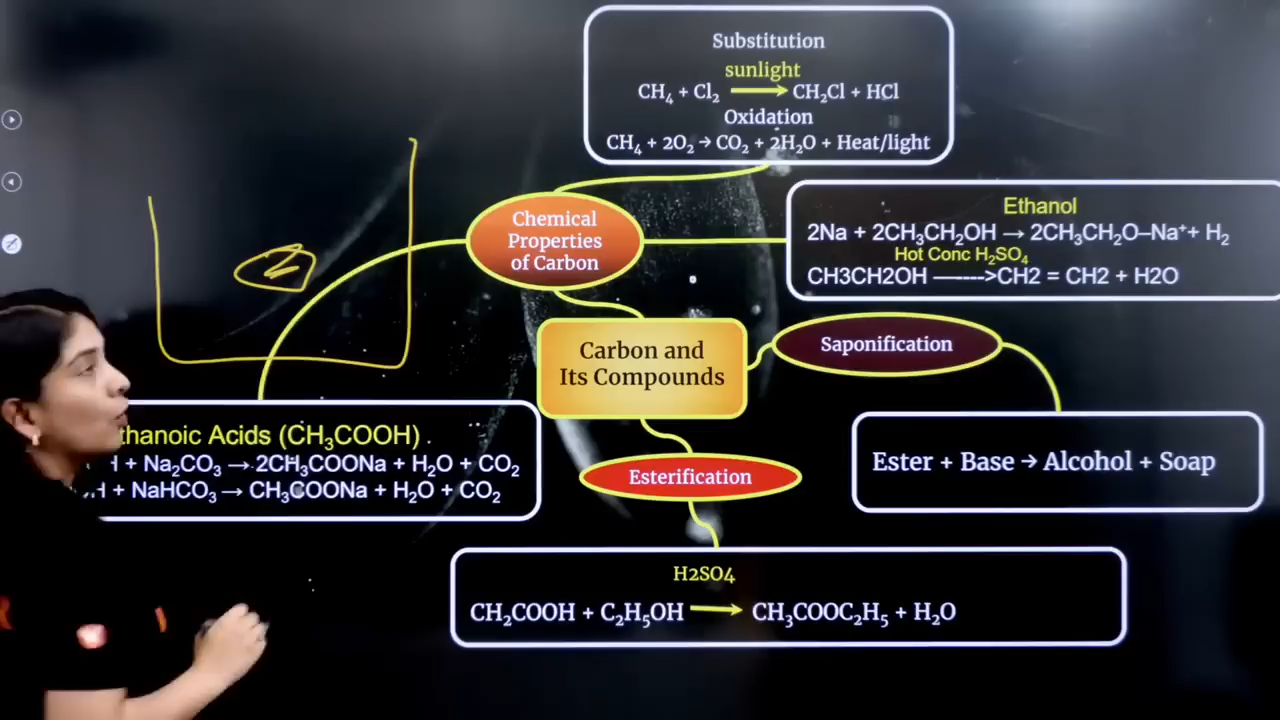 Substitution
sunlight
CH₄ + Cl₂ → CH₂Cl + HCl
Oxidation
CH₄ + 2O₂ → CO₂ + 2H₂O + Heat/light
Chemical
Properties
of Carbon
Ethanol
2Na + 2CH₃CH₂OH → 2CH₃CH₂O–Na⁺+ H₂
Hot Conc H₂SO₄
CH3CH2OH ------>CH2 = CH2 + H2O
2
Carbon and
Its Compounds
Saponification
Ester + Base → Alcohol + Soap
thanoic Acids (CH₃COOH) .
H + Na₂CO₃ → 2CH₃COONa + H₂O + CO₂
H + NaHCO₃ → CH₃COONa + H₂O + CO₂
Esterification
H2SO4
CH₂COOH + C₂H₅OH → CH₃COOC₂H₅ + H₂O